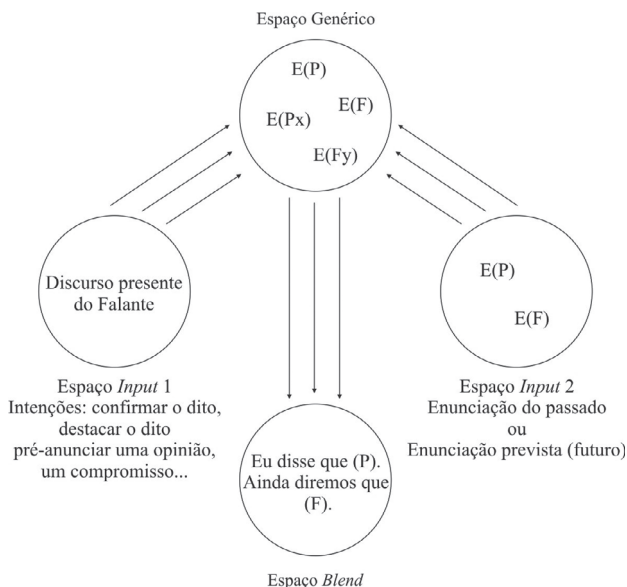 Espaço Genérico
E(P)
E(F)
E(Px)
E(Fy)
Discurso presente
do Falante
Espaço Input 1
Intenções: confirmar o dito,
destacar o dito
pré-anunciar uma opinião,
um compromisso...
E(P)
E(F)
Espaço Input 2
Enunciação do passado
ou
Enunciação prevista (futuro)
Eu disse que (P).
Ainda diremos que
(F).
Espaço Blend